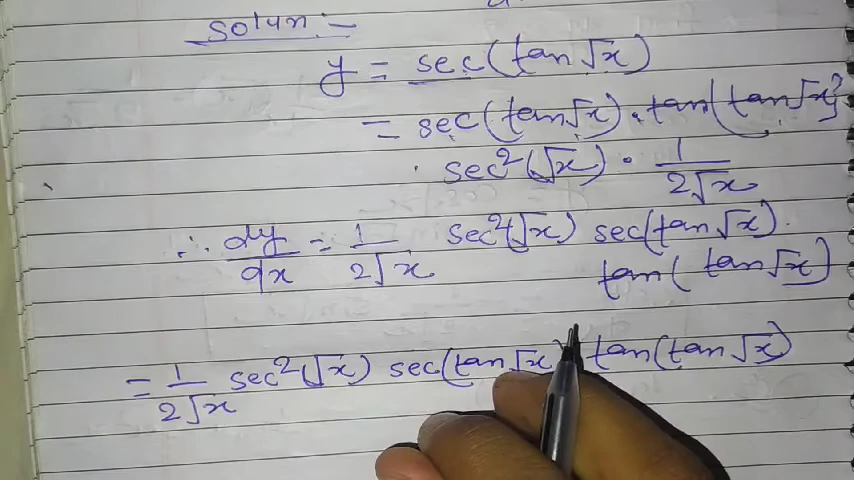 Solun :-
y = sec(tan√x)
= sec(tan√x) · tan(tan√x)
sec²(√x) · 1/2√x
∴ dy/dx = 1/2√x sec²(√x) sec(tan√x).
tan(tan√x)
= 1/2√x sec²(√x) sec(tan√x) tan(tan√x)